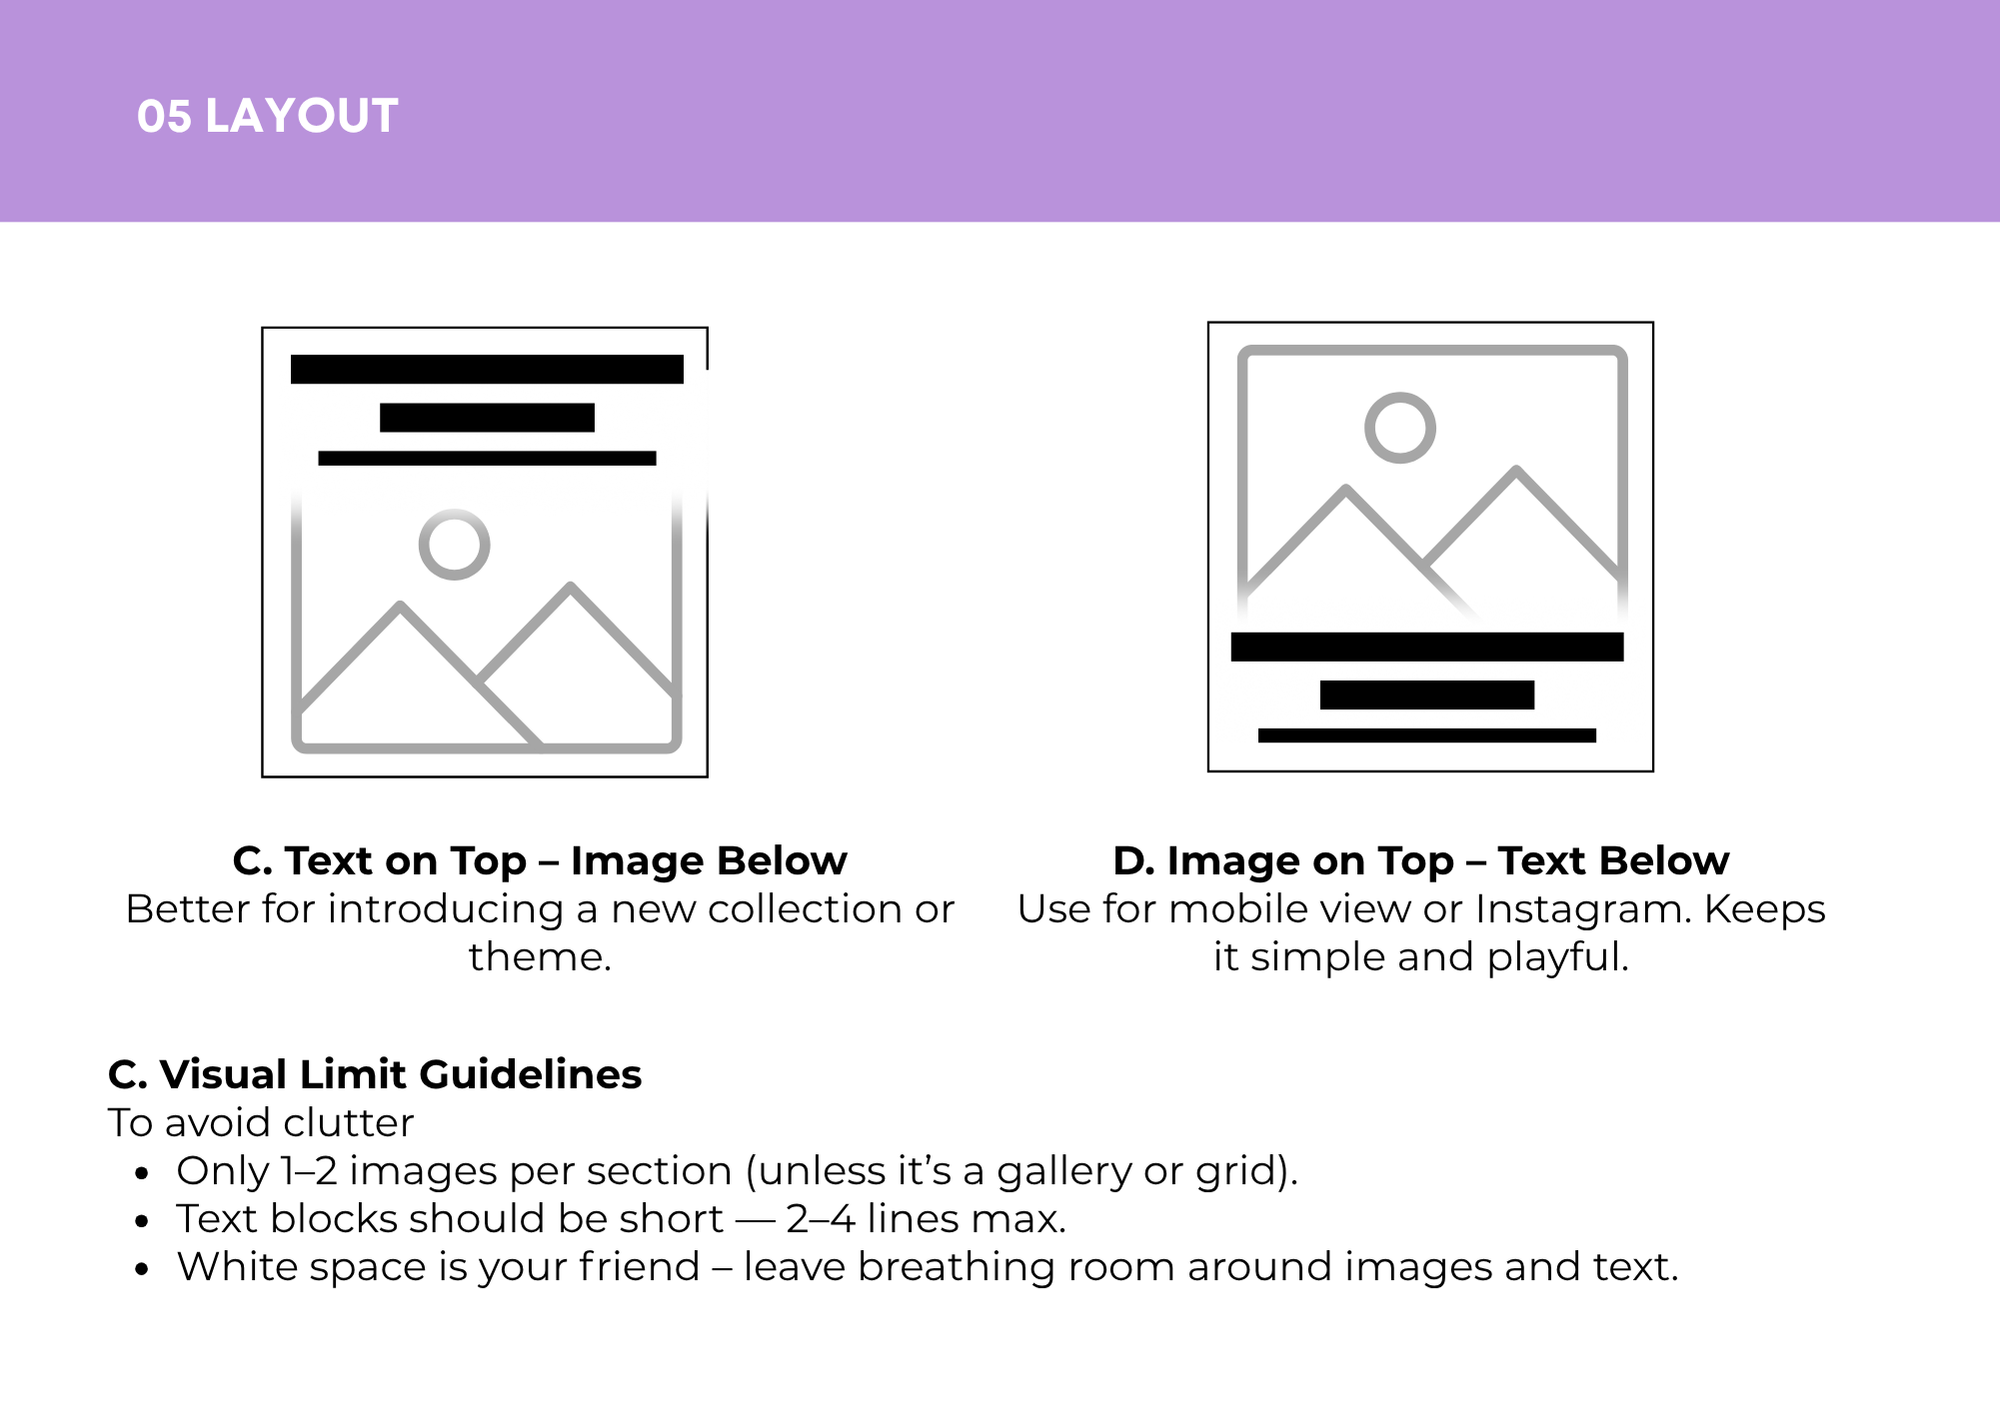 05 LAYOUT
C. Text on Top – Image Below
Better for introducing a new collection or
theme.
D. Image on Top – Text Below
Use for mobile view or Instagram. Keeps
it simple and playful.
C. Visual Limit Guidelines
To avoid clutter
• Only 1–2 images per section (unless it’s a gallery or grid).
• Text blocks should be short — 2–4 lines max.
• White space is your friend – leave breathing room around images and text.